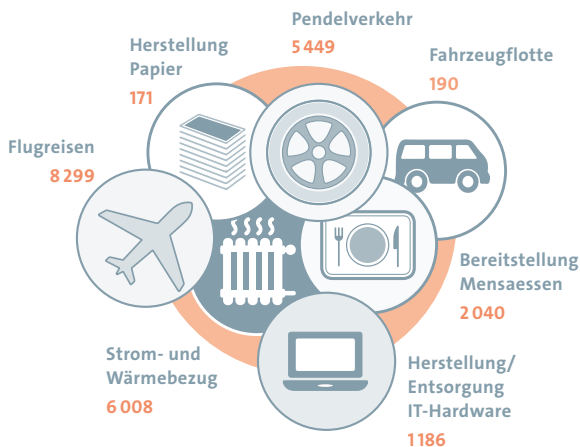 Pendelverkehr
5 449
Herstellung
Papier
171
Fahrzeugflotte
190
Flugreisen
8 299
Bereitstellung
Mensaessen
2 040
Strom- und
Wärmebezug
6 008
Herstellung/
Entsorgung
IT-Hardware
1 186